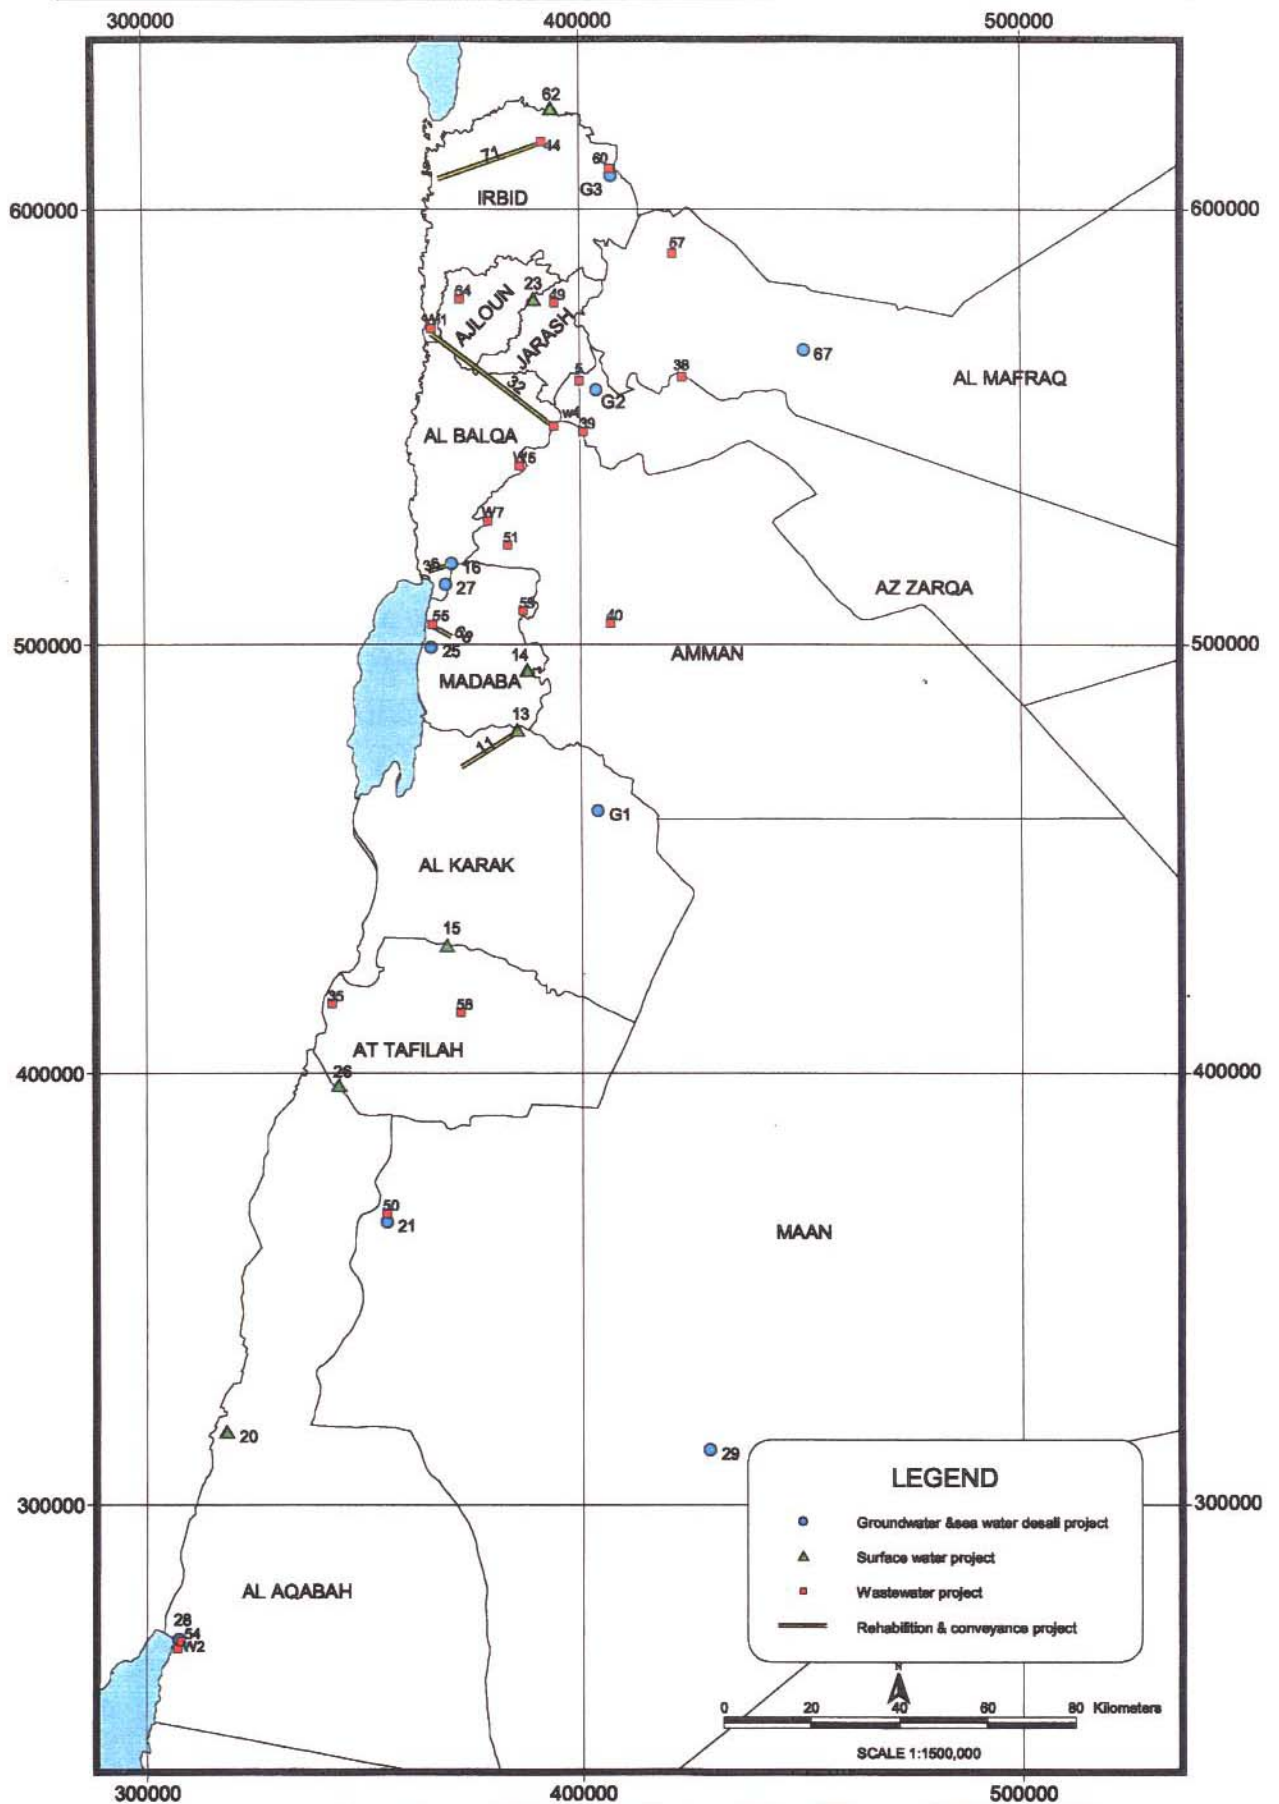 300000 400000 500000
62
71 44
60
G3
IRBID
600000 600000
57
64 23 49
AJLOUN
W1
JARASH
67
5 38
32
G2
AL MAFRAQ
w4 39
AL BALQA
W5
W7
51
36 16
27
AZ ZARQA
55 40
68
500000 500000
25 14
AMMAN
MADABA
13
11
G1
AL KARAK
15
35 58
AT TAFILAH
400000 400000
26
50
21
MAAN
20
29
LEGEND
300000 300000
Groundwater &sea water desali project
Surface water project
Wastewater project
Rehabilition & conveyance project
AL AQABAH
28
54
W2
N
0 20 40 60 80 Kilometers
SCALE 1:1500,000
300000 400000 500000